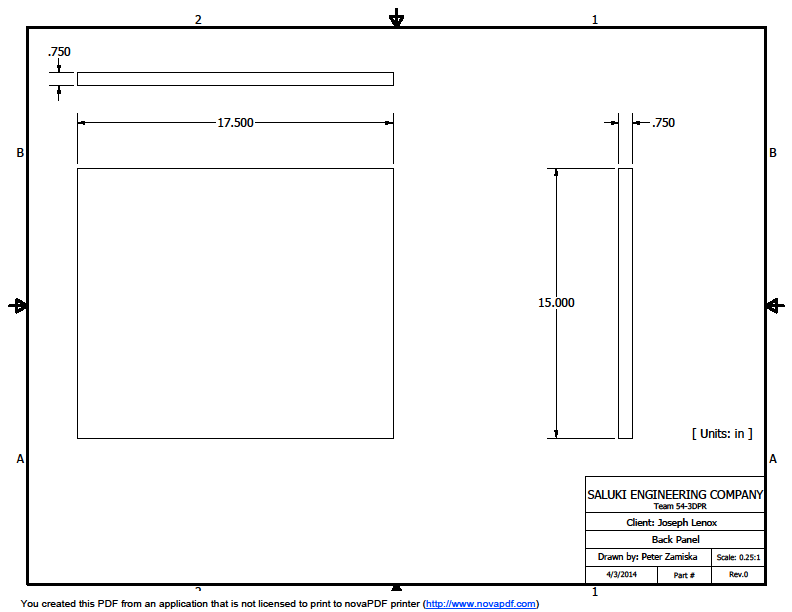 2 1
.750
17.500 .750
B B
15.000
[ Units: in ]
A A
SALUKI ENGINEERING COMPANY
Team 54-3DPR
Client: Joseph Lenox
Back Panel
Drawn by: Peter Zamiska Scale: 0.25:1
4/3/2014 Part # Rev.0
2 1
You created this PDF from an application that is not licensed to print to novaPDF printer (http://www.novapdf.com)